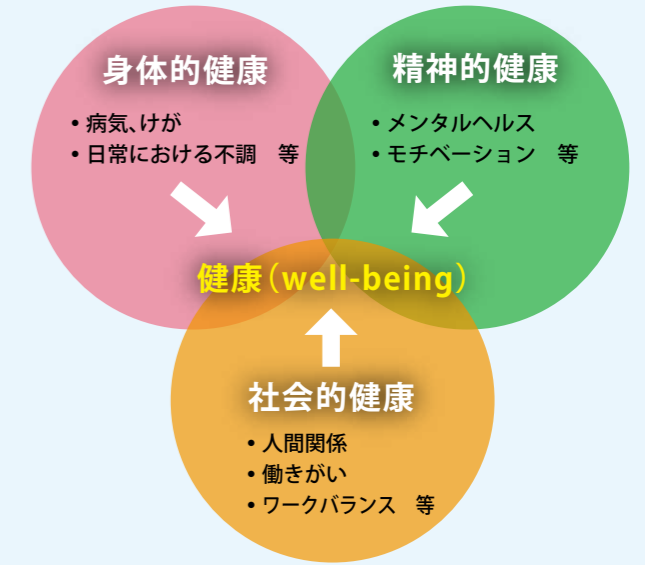 身体的健康
• 病気、けが
• 日常における不調　等
精神的健康
• メンタルヘルス
• モチベーション　等
健康（well-being）
社会的健康
• 人間関係
• 働きがい
• ワークバランス　等